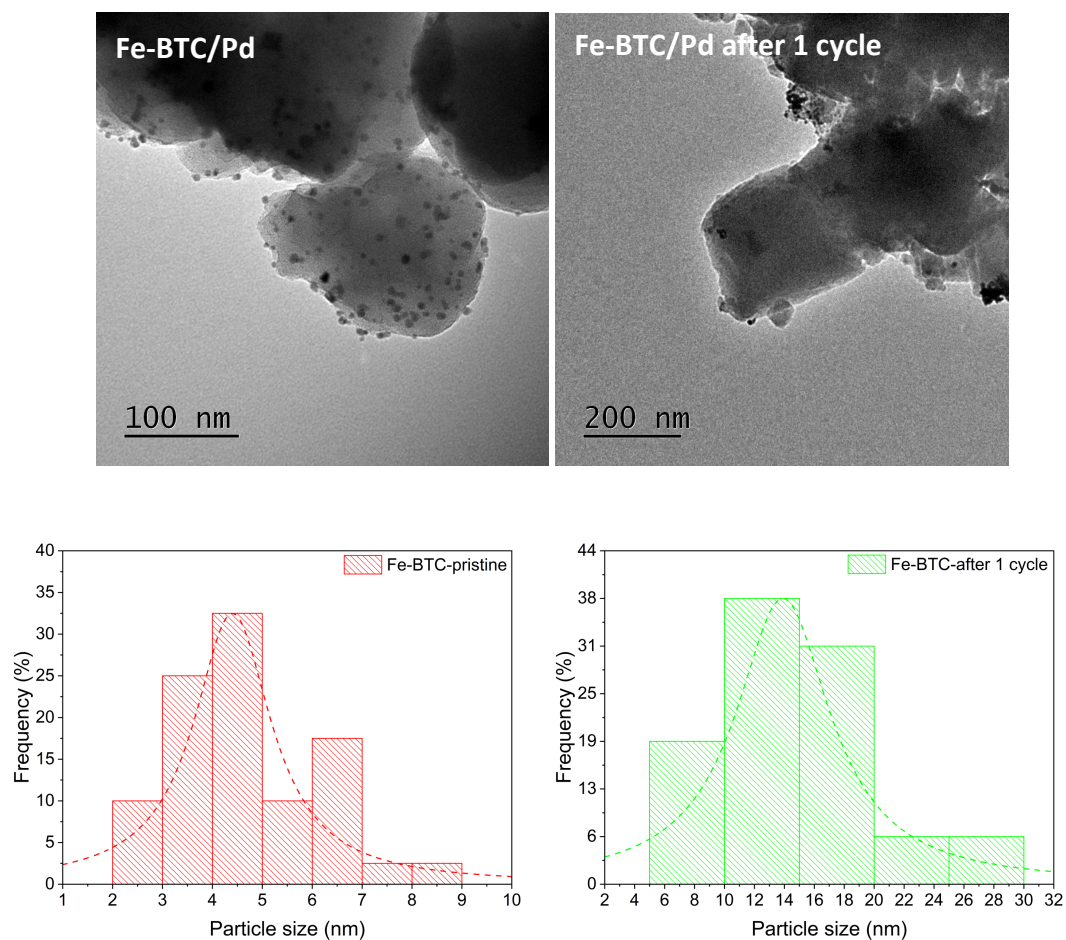 Fe-BTC/Pd
Fe-BTC/Pd after 1 cycle
100 nm
200 nm
Fe-BTC-pristine
Frequency (%)
40
35
30
25
20
15
10
5
0
1 2 3 4 5 6 7 8 9 10
Particle size (nm)
Fe-BTC-after 1 cycle
Frequency (%)
44
38
31
25
19
13
6
0
2 4 6 8 10 12 14 16 18 20 22 24 26 28 30 32
Particle size (nm)